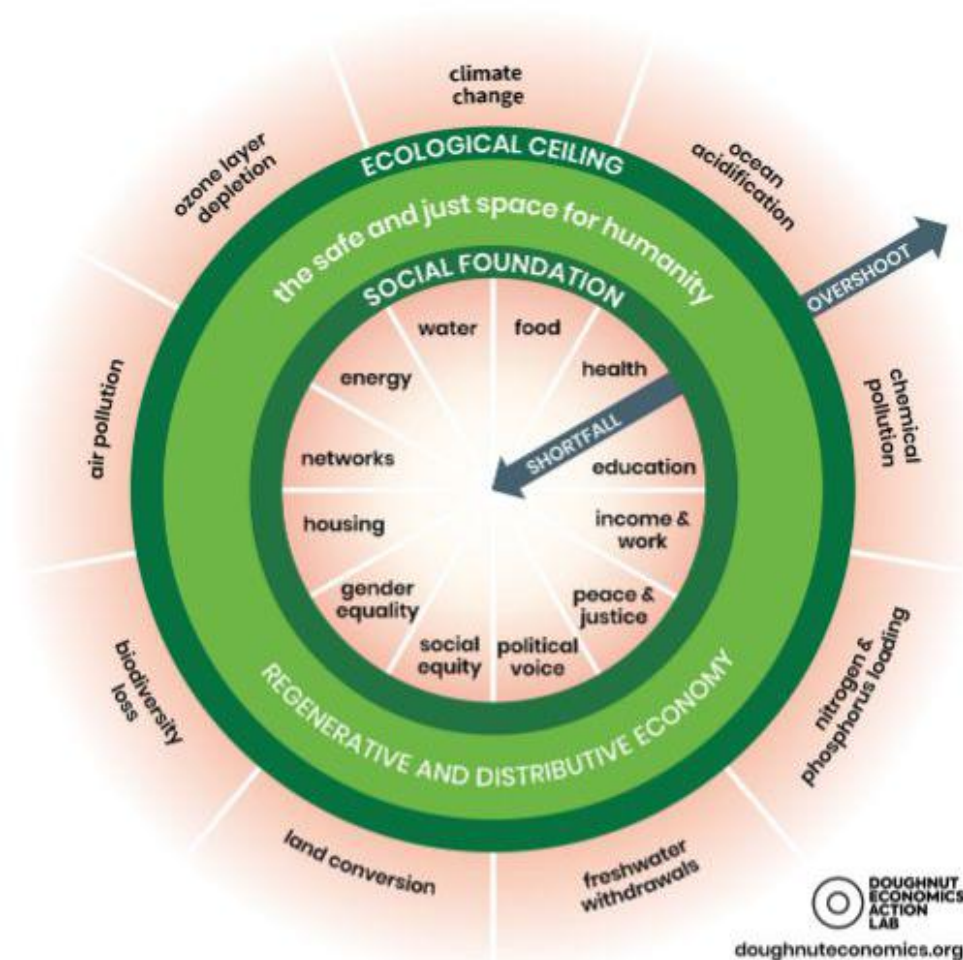 climate
change
ocean
acidification
chemical
pollution
nitrogen &
phosphorus loading
freshwater
withdrawals
land conversion
biodiversity
loss
air pollution
ozone layer
depletion
ECOLOGICAL CEILING
OVERSHOOT
the safe and just space for humanity
SOCIAL FOUNDATION
water
food
health
SHORTFALL
education
income &
work
peace &
justice
political
voice
social
equity
gender
equality
housing
networks
energy
REGENERATIVE AND DISTRIBUTIVE ECONOMY
DOUGHNUT
ECONOMICS
ACTION
LAB
doughnuteconomics.org